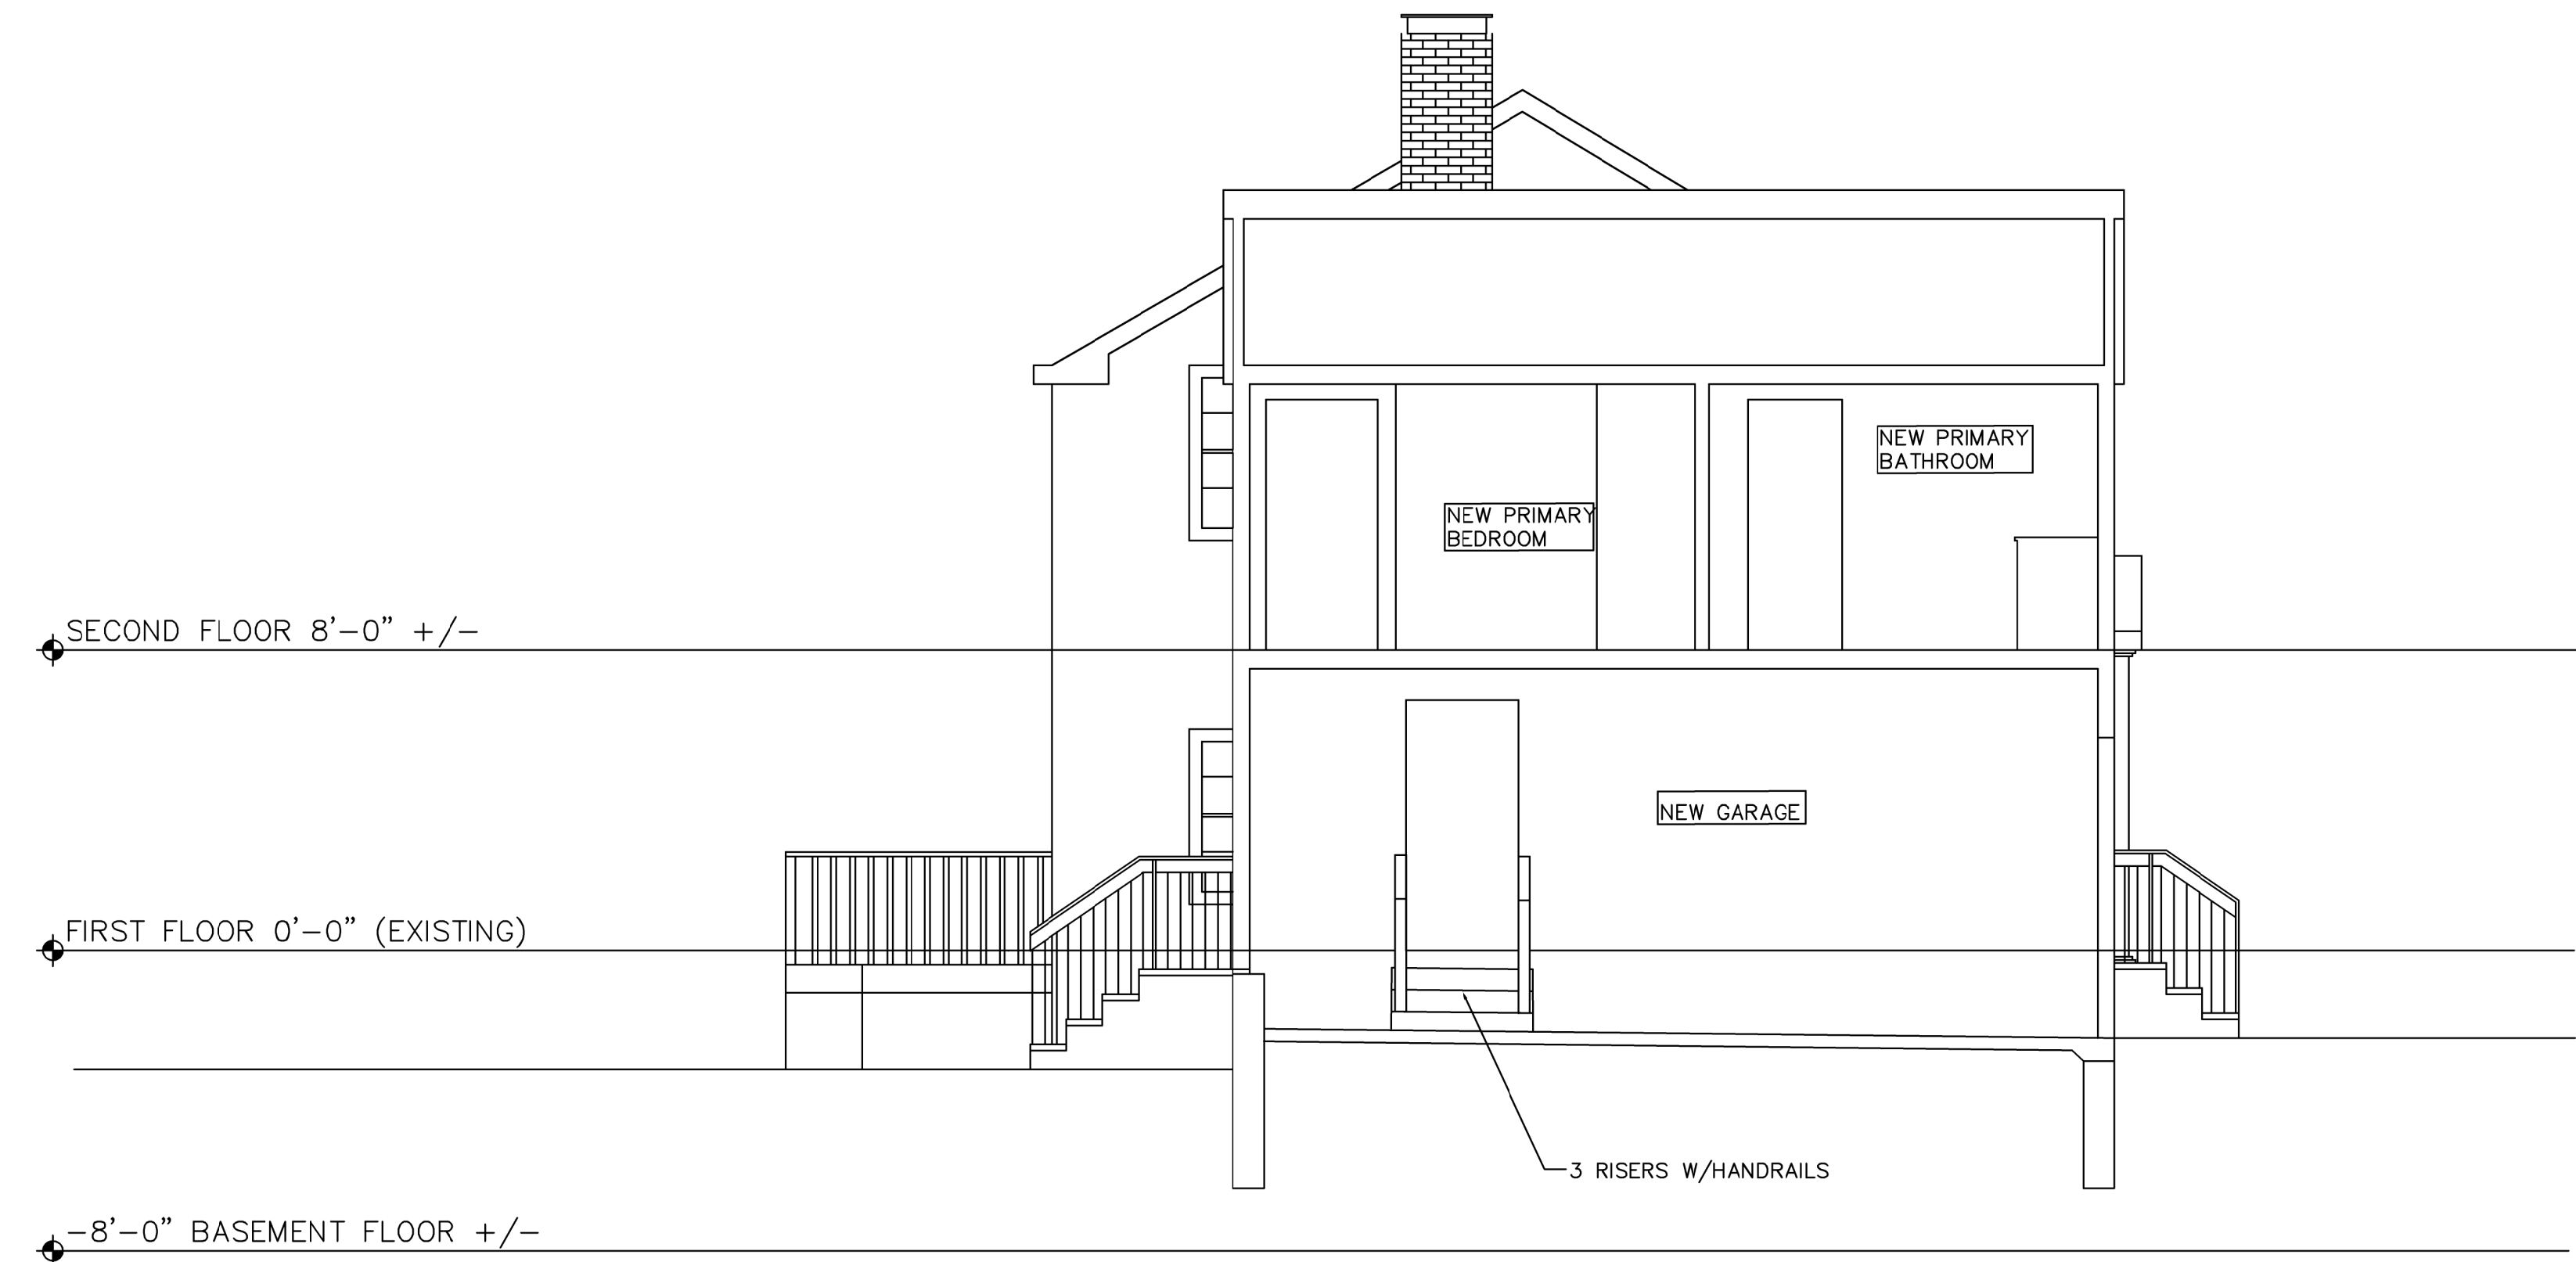 NEW PRIMARY
BATHROOM
NEW PRIMARY
BEDROOM
SECOND FLOOR 8'-0" +/-
NEW GARAGE
FIRST FLOOR 0'-0" (EXISTING)
3 RISERS W/HANDRAILS
-8'-0" BASEMENT FLOOR +/-